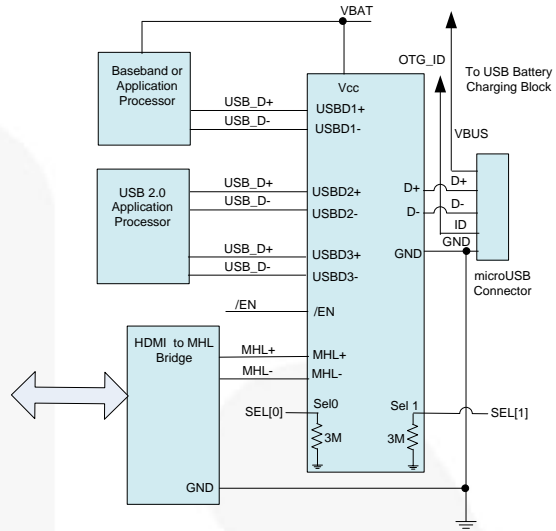 VBAT
OTG_ID
To USB Battery
Charging Block
Baseband or
Application
Processor
Vcc
USB_D+
USBD1+
USB_D-
USBD1-
VBUS
USB 2.0
Application
Processor
USB_D+
USBD2+
USB_D-
USBD2-
D+
D+
D-
D-
ID
GND
GND
USB_D+
USBD3+
USB_D-
USBD3-
microUSB
Connector
/EN
/EN
HDMI to MHL
Bridge
MHL+
MHL+
MHL-
MHL-
SEL[0]
Sel0
Sel 1
SEL[1]
3M
3M
GND